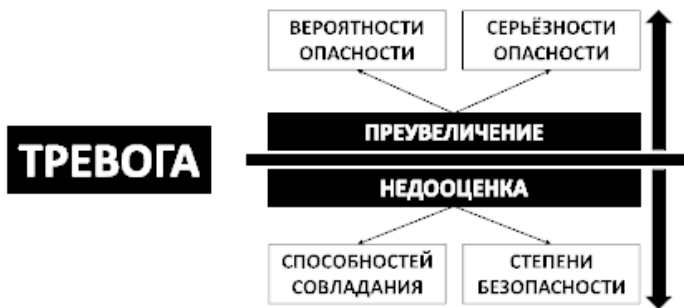 ВЕРОЯТНОСТИ
ОПАСНОСТИ
СЕРЬЁЗНОСТИ
ОПАСНОСТИ
ПРЕУВЕЛИЧЕНИЕ
ТРЕВОГА
НЕДООЦЕНКА
СПОСОБНОСТЕЙ
СОВЛАДАНИЯ
СТЕПЕНИ
БЕЗОПАСНОСТИ